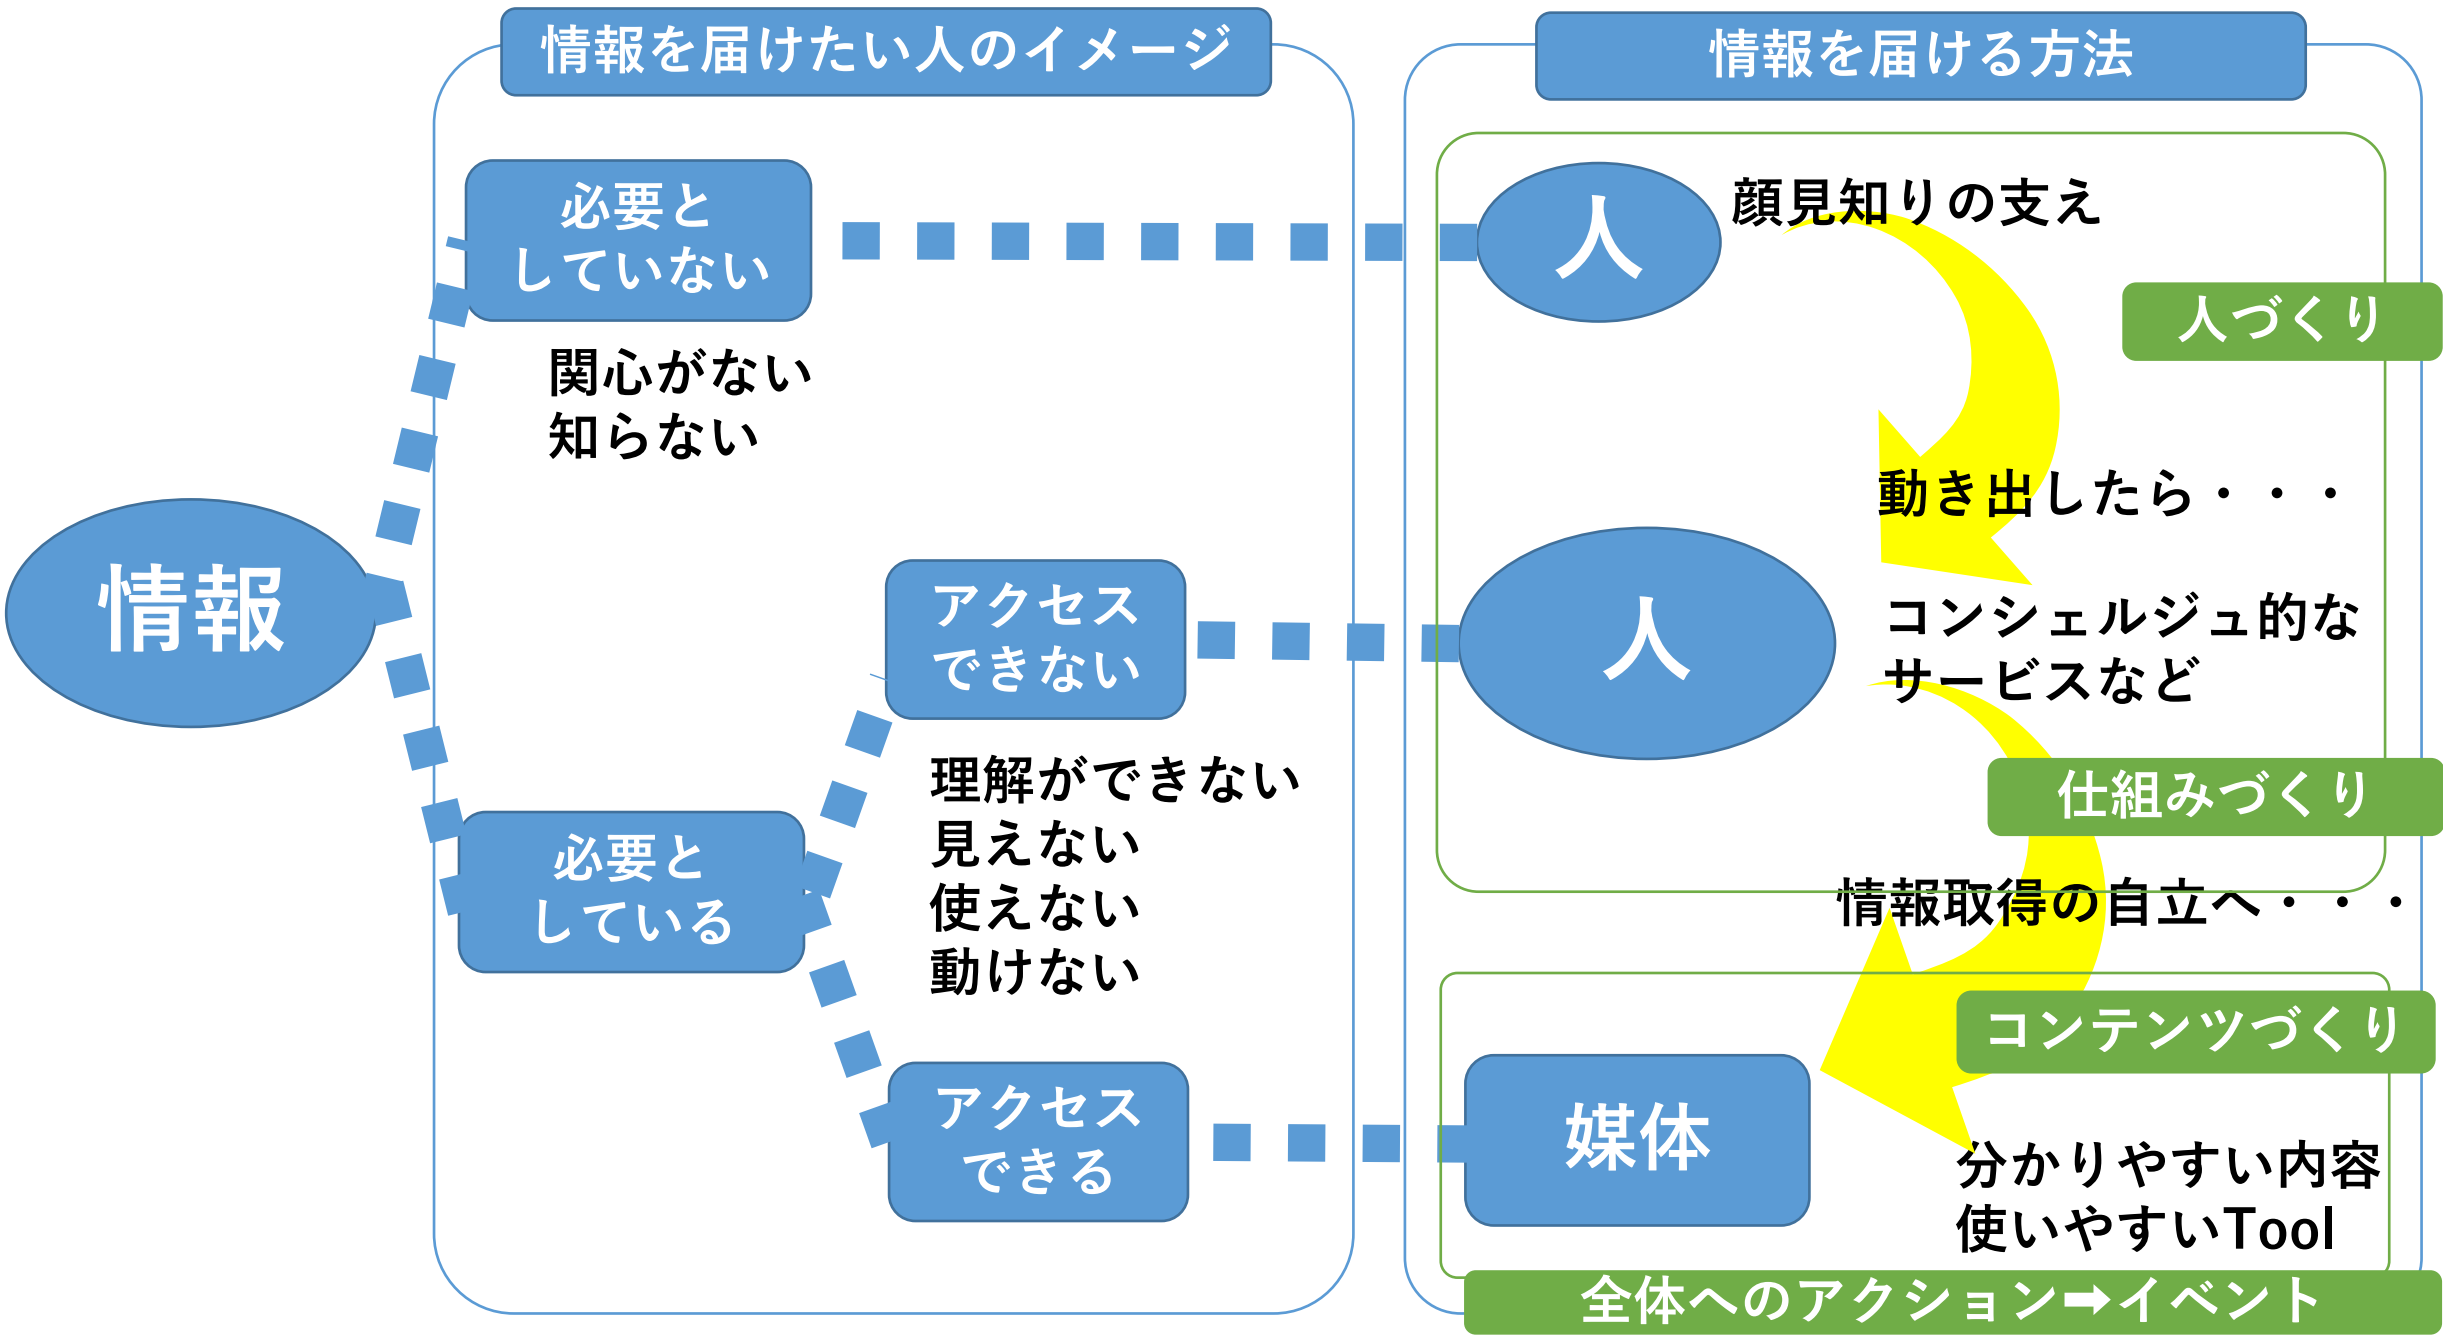 情報を届けたい人のイメージ
情報を届ける方法
情報
必要と
していない
関心がない
知らない
必要と
している
アクセス
できない
理解ができない
見えない
使えない
動けない
アクセス
できる
人
顔見知りの支え
人づくり
動き出したら・・・
人
コンシェルジュ的な
サービスなど
仕組みづくり
情報取得の自立へ・・・
コンテンツづくり
媒体
分かりやすい内容
使いやすいTool
全体へのアクション➡イベント